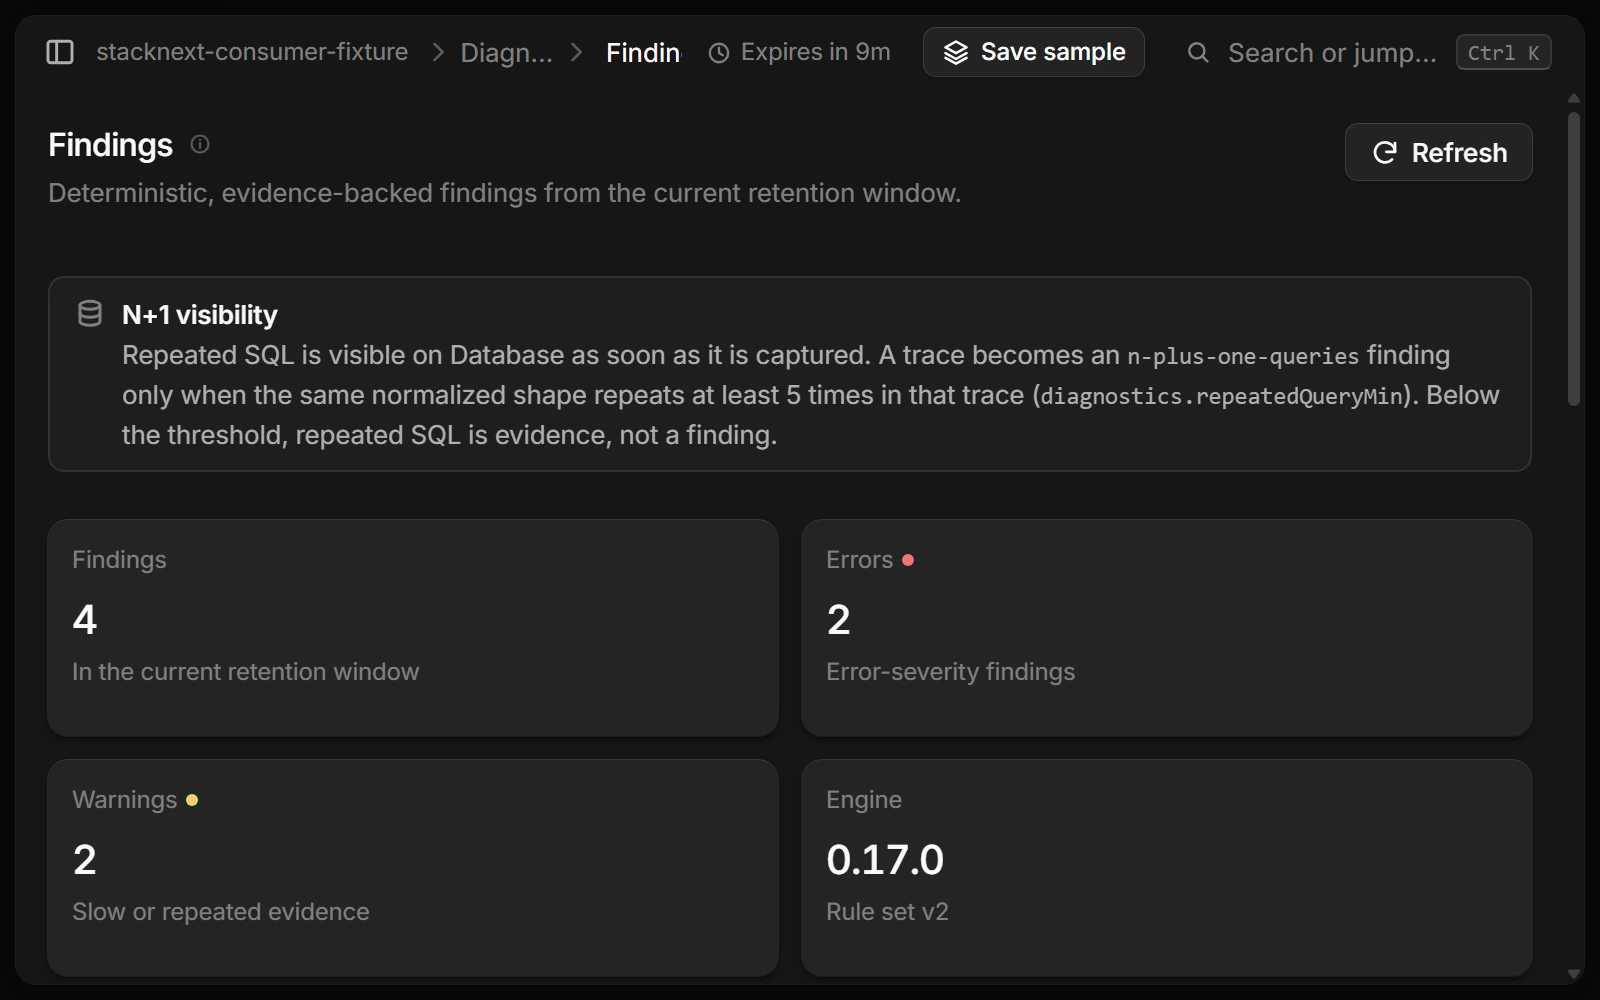 stacknext-consumer-fixture > Diagn... > Findin Expires in 9m Save sample Search or jump... Ctrl K
Findings
Refresh
Deterministic, evidence-backed findings from the current retention window.
N+1 visibility
Repeated SQL is visible on Database as soon as it is captured. A trace becomes an n-plus-one-queries finding
only when the same normalized shape repeats at least 5 times in that trace (diagnostics.repeatedQueryMin). Below
the threshold, repeated SQL is evidence, not a finding.
Findings
4
In the current retention window
Errors
2
Error-severity findings
Warnings
2
Slow or repeated evidence
Engine
0.17.0
Rule set v2